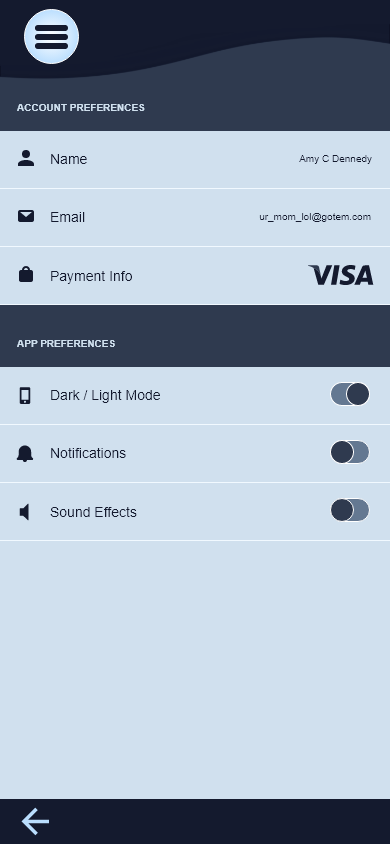 ACCOUNT PREFERENCES
Name Amy C Dennedy
Email ur_mom_lol@gotem.com
Payment Info VISA
APP PREFERENCES
Dark / Light Mode
Notifications
Sound Effects